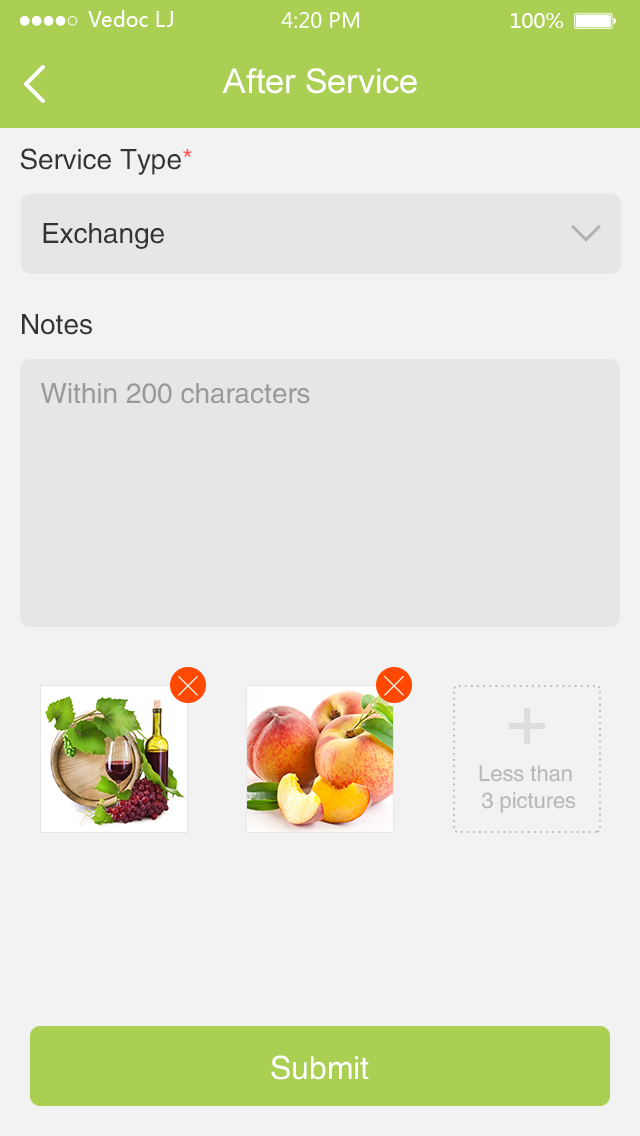 Vedoc LJ 4:20 PM 100%
After Service
Service Type*
Exchange
Notes
Within 200 characters
Less than
3 pictures
Submit